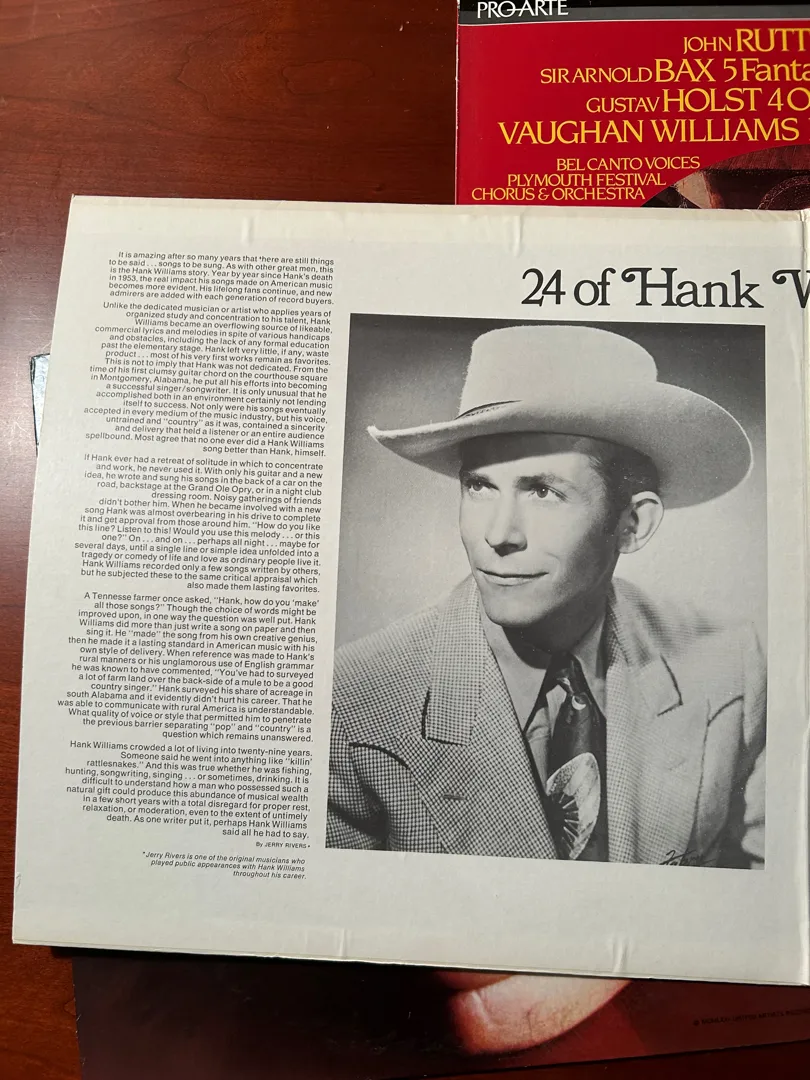 PRO-ARTE
JOHN RUTT
SIR ARNOLD BAX 5 Fanta
GUSTAV HOLST 4 O
VAUGHAN WILLIAMS
BEL CANTO VOICES
PLYMOUTH FESTIVAL
CHORUS & ORCHESTRA
24 of Hank W
It is amazing after so many years that there are still things
to be said . . . songs to be sung. As with other great men, this
is the Hank Williams story. Year by year since Hank's death
in 1953, the real impact his songs made on American music
becomes more evident. His lifelong fans continue, and new
admirers are added with each generation of record buyers.
Unlike the dedicated musician or artist who applies years of
organized study and concentration to his talent, Hank
Williams became an overflowing source of likeable,
commercial lyrics and melodies in spite of various handicaps
and obstacles, including the lack of any formal education
past the elementary stage. Hank left very little, if any, waste
product . . . most of his very first works remain as favorites.
This is not to imply that Hank was not dedicated. From the
time of his first clumsy guitar chord on the courthouse square
in Montgomery, Alabama, he put all his efforts into becoming
a successful singer/songwriter. It is only unusual that he
accomplished both in an environment certainly not lending
itself to success. Not only were his songs eventually
accepted in every medium of the music industry, but his voice,
untrained and "country" as it was, contained a sincerity
and delivery that held a listener or an entire audience
spellbound. Most agree that no one ever did a Hank Williams
song better than Hank, himself.
If Hank ever had a retreat of solitude in which to concentrate
and work, he never used it. With only his guitar and a new
idea, he wrote and sung his songs in the back of a car on the
road, backstage at the Grand Ole Opry, or in a night club
dressing room. Noisy gatherings of friends
didn't bother him. When he became involved with a new
song Hank was almost overbearing in his drive to complete
it and get approval from those around him. "How do you like
this line? Listen to this! Would you use this melody . . . or this
one?" On . . . and on . . . perhaps all night . . . maybe for
several days, until a single line or simple idea unfolded into a
tragedy or comedy of life and love as ordinary people live it.
Hank Williams recorded only a few songs written by others,
but he subjected these to the same critical appraisal which
also made them lasting favorites.
A Tennesse farmer once asked, "Hank, how do you 'make'
all those songs?" Though the choice of words might be
improved upon, in one way the question was well put. Hank
Williams did more than just write a song on paper and then
sing it. He "made" the song from his own creative genius,
then he made it a lasting standard in American music with his
own style of delivery. When reference was made to Hank's
rural manners or his unglamorous use of English grammar
he was known to have commented, "You've had to surveyed
a lot of farm land over the back-side of a mule to be a good
country singer." Hank surveyed his share of acreage in
south Alabama and it evidently didn't hurt his career. That he
was able to communicate with rural America is understandable.
What quality of voice or style that permitted him to penetrate
the previous barrier separating "pop" and "country" is a
question which remains unanswered.
Hank Williams crowded a lot of living into twenty-nine years.
Someone said he went into anything like "killin'
rattlesnakes." And this was true whether he was fishing,
hunting, songwriting, singing . . . or sometimes, drinking. It is
difficult to understand how a man who possessed such a
natural gift could produce this abundance of musical wealth
in a few short years with a total disregard for proper rest,
relaxation, or moderation, even to the extent of untimely
death. As one writer put it, perhaps Hank Williams
said all he had to say.
By JERRY RIVERS*
*Jerry Rivers is one of the original musicians who
played public appearances with Hank Williams
throughout his career.